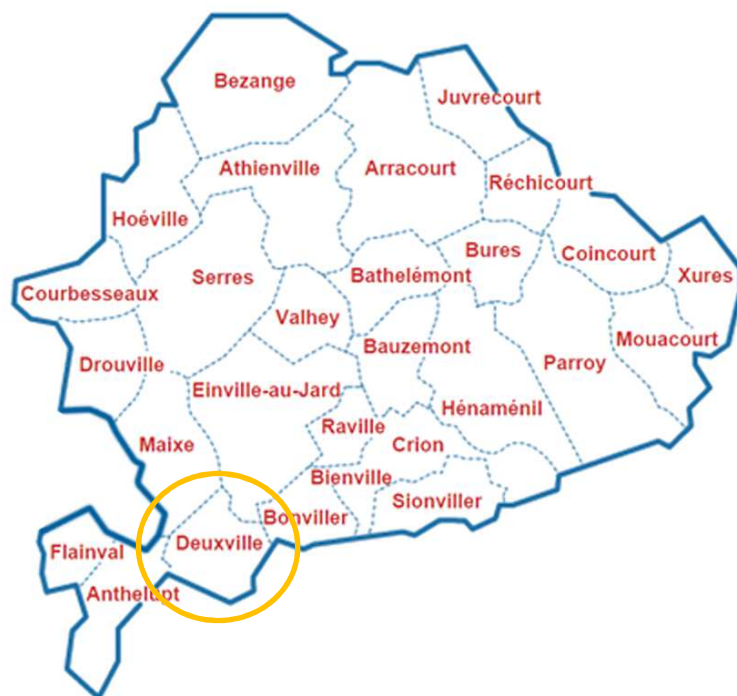 Bezange
Juvrecourt
Athienville
Arracourt
Réchicourt
Hoéville
Bures
Coincourt
Serres
Bathelémont
Xures
Courbesseaux
Valhey
Mouacourt
Drouville
Bauzemont
Parroy
Einville-au-Jard
Hénaménil
Raville
Maixe
Crion
Bienville
Sionviller
Bonviller
Deuxville
Flainval
Anthelupt